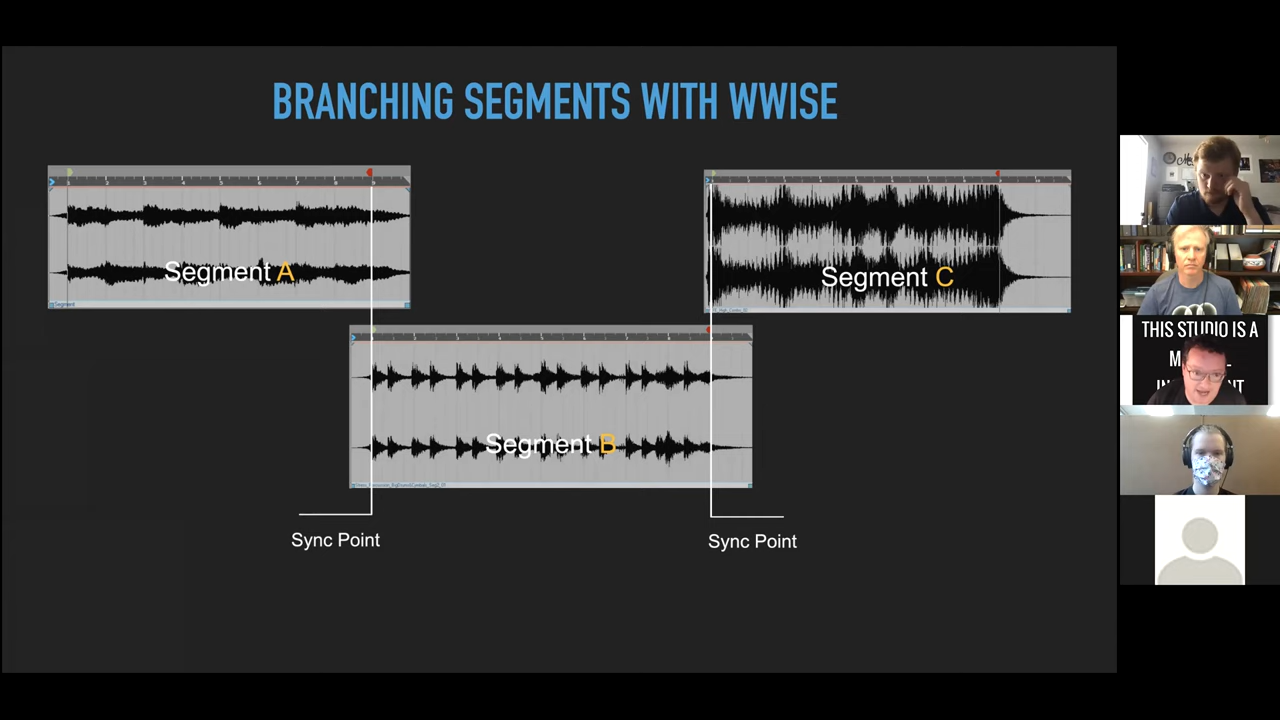 BRANCHING SEGMENTS WITH WWISE
Segment A
Segment C
Segment B
Sync Point
Sync Point
THIS STUDIO IS A